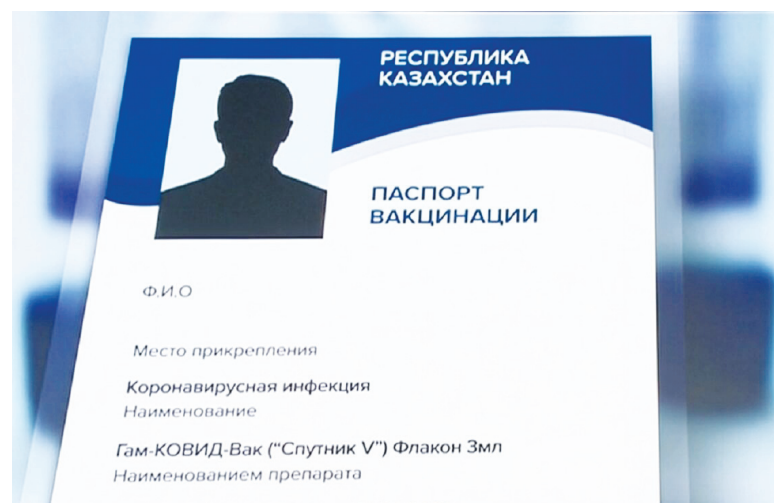 РЕСПУБЛИКА
КАЗАХСТАН
ПАСПОРТ
ВАКЦИНАЦИИ
Ф.И.О
Место прикрепления
Коронавирусная инфекция
Наименование
Гам-КОВИД-Вак (“Спутник V”) Флакон 3мл
Наименованием препарата